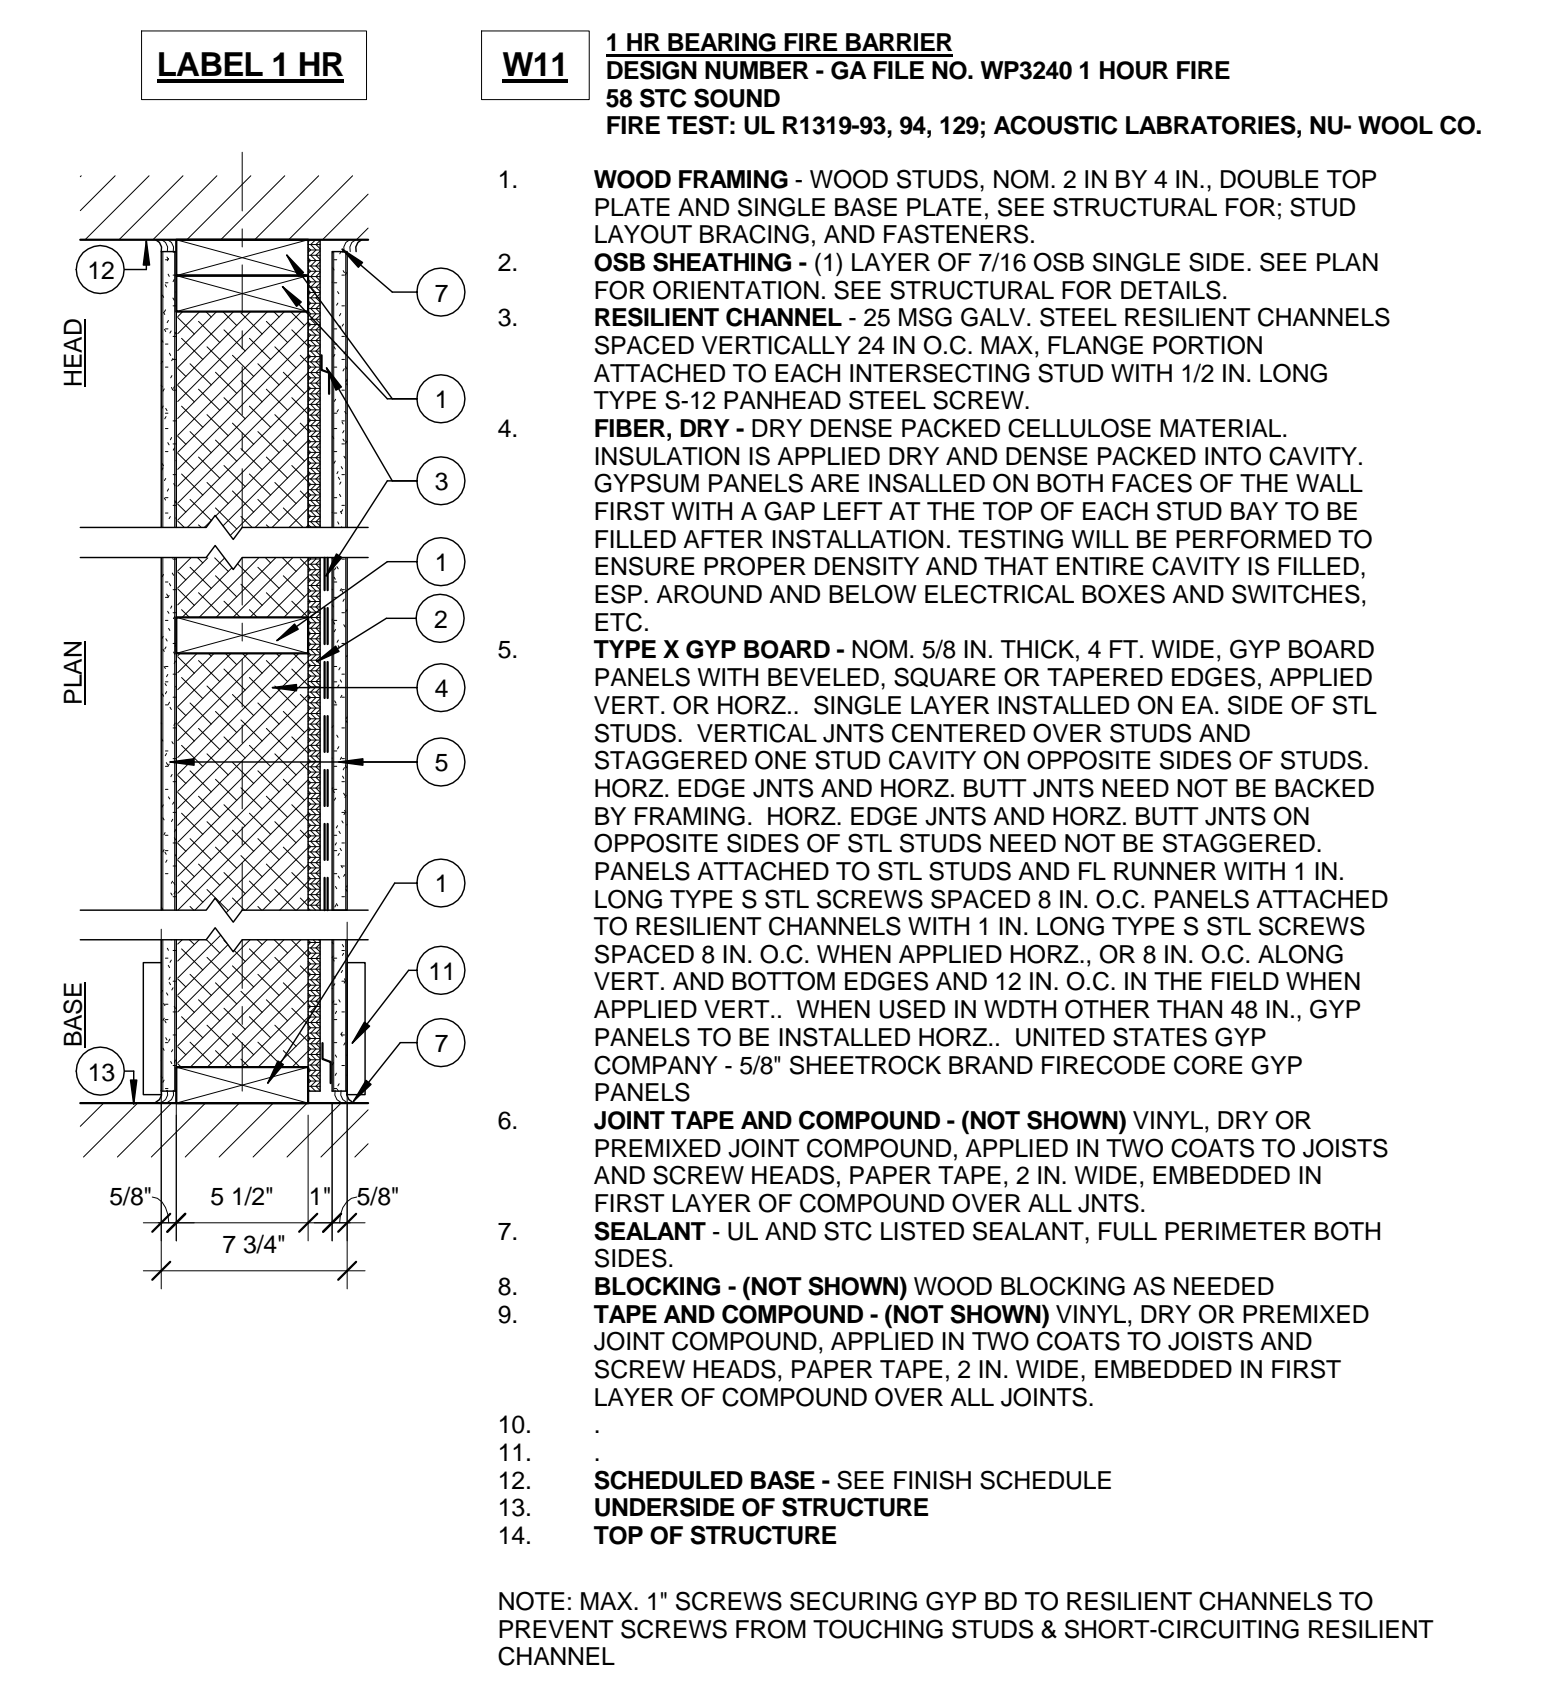 LABEL 1 HR
W11
1 HR BEARING FIRE BARRIER
DESIGN NUMBER - GA FILE NO. WP3240 1 HOUR FIRE
58 STC SOUND
FIRE TEST: UL R1319-93, 94, 129; ACOUSTIC LABRATORIES, NU- WOOL CO.
HEAD
PLAN
BASE
12
7
1
3
1
2
4
5
1
11
7
13
5/8"
5 1/2"
1"
5/8"
7 3/4"
1. WOOD FRAMING - WOOD STUDS, NOM. 2 IN BY 4 IN., DOUBLE TOP
PLATE AND SINGLE BASE PLATE, SEE STRUCTURAL FOR; STUD
LAYOUT BRACING, AND FASTENERS.
2. OSB SHEATHING - (1) LAYER OF 7/16 OSB SINGLE SIDE. SEE PLAN
FOR ORIENTATION. SEE STRUCTURAL FOR DETAILS.
3. RESILIENT CHANNEL - 25 MSG GALV. STEEL RESILIENT CHANNELS
SPACED VERTICALLY 24 IN O.C. MAX, FLANGE PORTION
ATTACHED TO EACH INTERSECTING STUD WITH 1/2 IN. LONG
TYPE S-12 PANHEAD STEEL SCREW.
4. FIBER, DRY - DRY DENSE PACKED CELLULOSE MATERIAL.
INSULATION IS APPLIED DRY AND DENSE PACKED INTO CAVITY.
GYPSUM PANELS ARE INSALLED ON BOTH FACES OF THE WALL
FIRST WITH A GAP LEFT AT THE TOP OF EACH STUD BAY TO BE
FILLED AFTER INSTALLATION. TESTING WILL BE PERFORMED TO
ENSURE PROPER DENSITY AND THAT ENTIRE CAVITY IS FILLED,
ESP. AROUND AND BELOW ELECTRICAL BOXES AND SWITCHES,
ETC.
5. TYPE X GYP BOARD - NOM. 5/8 IN. THICK, 4 FT. WIDE, GYP BOARD
PANELS WITH BEVELED, SQUARE OR TAPERED EDGES, APPLIED
VERT. OR HORZ.. SINGLE LAYER INSTALLED ON EA. SIDE OF STL
STUDS. VERTICAL JNTS CENTERED OVER STUDS AND
STAGGERED ONE STUD CAVITY ON OPPOSITE SIDES OF STUDS.
HORZ. EDGE JNTS AND HORZ. BUTT JNTS NEED NOT BE BACKED
BY FRAMING. HORZ. EDGE JNTS AND HORZ. BUTT JNTS ON
OPPOSITE SIDES OF STL STUDS NEED NOT BE STAGGERED.
PANELS ATTACHED TO STL STUDS AND FL RUNNER WITH 1 IN.
LONG TYPE S STL SCREWS SPACED 8 IN. O.C. PANELS ATTACHED
TO RESILIENT CHANNELS WITH 1 IN. LONG TYPE S STL SCREWS
SPACED 8 IN. O.C. WHEN APPLIED HORZ., OR 8 IN. O.C. ALONG
VERT. AND BOTTOM EDGES AND 12 IN. O.C. IN THE FIELD WHEN
APPLIED VERT.. WHEN USED IN WDTH OTHER THAN 48 IN., GYP
PANELS TO BE INSTALLED HORZ.. UNITED STATES GYP
COMPANY - 5/8" SHEETROCK BRAND FIRECODE CORE GYP
PANELS
6. JOINT TAPE AND COMPOUND - (NOT SHOWN) VINYL, DRY OR
PREMIXED JOINT COMPOUND, APPLIED IN TWO COATS TO JOISTS
AND SCREW HEADS, PAPER TAPE, 2 IN. WIDE, EMBEDDED IN
FIRST LAYER OF COMPOUND OVER ALL JNTS.
7. SEALANT - UL AND STC LISTED SEALANT, FULL PERIMETER BOTH
SIDES.
8. BLOCKING - (NOT SHOWN) WOOD BLOCKING AS NEEDED
9. TAPE AND COMPOUND - (NOT SHOWN) VINYL, DRY OR PREMIXED
JOINT COMPOUND, APPLIED IN TWO COATS TO JOISTS AND
SCREW HEADS, PAPER TAPE, 2 IN. WIDE, EMBEDDED IN FIRST
LAYER OF COMPOUND OVER ALL JOINTS.
10. .
11. .
12. SCHEDULED BASE - SEE FINISH SCHEDULE
13. UNDERSIDE OF STRUCTURE
14. TOP OF STRUCTURE
NOTE: MAX. 1" SCREWS SECURING GYP BD TO RESILIENT CHANNELS TO
PREVENT SCREWS FROM TOUCHING STUDS & SHORT-CIRCUITING RESILIENT
CHANNEL